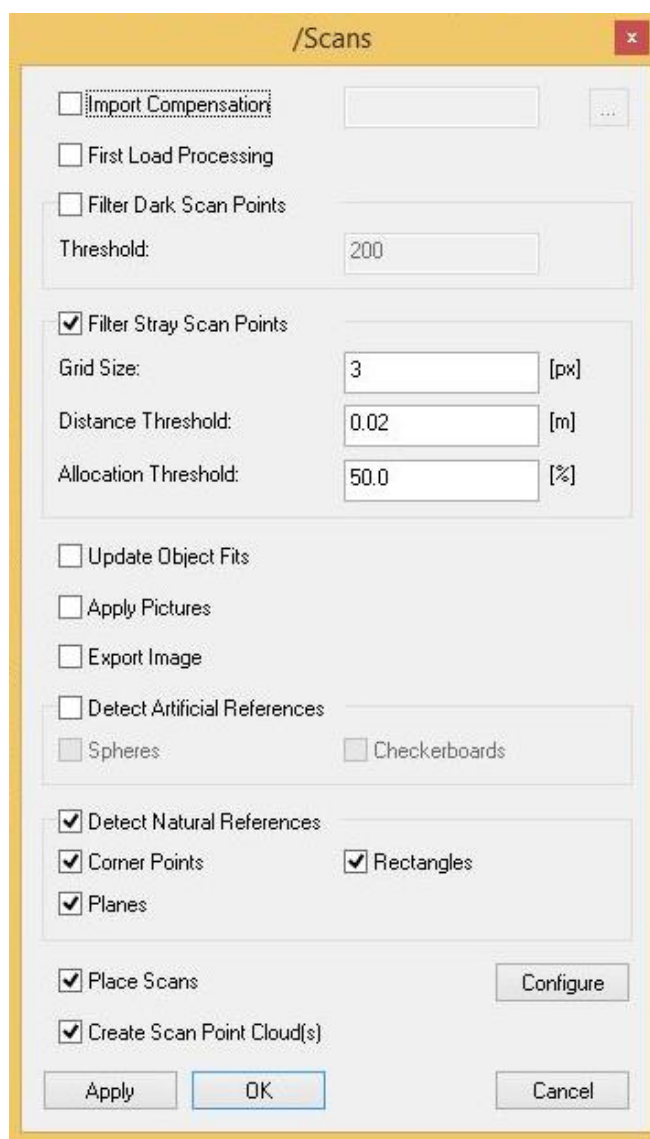 /Scans
x
Import Compensation ...
First Load Processing
Filter Dark Scan Points
Threshold: 200
Filter Stray Scan Points
Grid Size: 3 [px]
Distance Threshold: 0.02 [m]
Allocation Threshold: 50.0 [%]
Update Object Fits
Apply Pictures
Export Image
Detect Artificial References
Spheres Checkerboards
Detect Natural References
Corner Points Rectangles
Planes
Place Scans Configure
Create Scan Point Cloud(s)
Apply OK Cancel